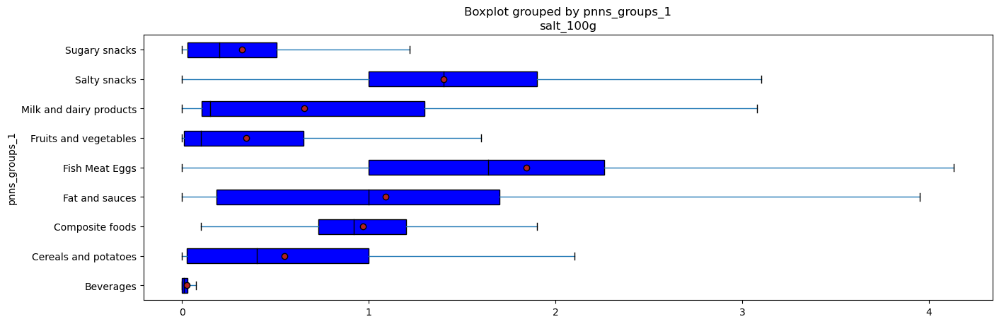 Boxplot grouped by pnns_groups_1
salt_100g
pnns_groups_1
Sugary snacks
Salty snacks
Milk and dairy products
Fruits and vegetables
Fish Meat Eggs
Fat and sauces
Composite foods
Cereals and potatoes
Beverages
0 1 2 3 4